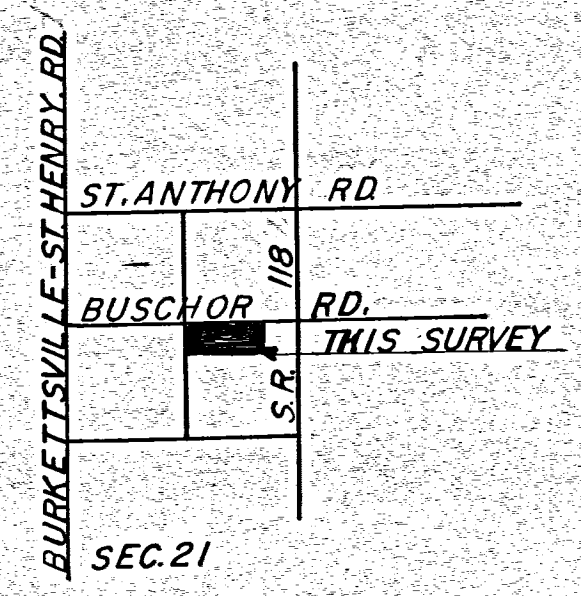 BURKETTSVILLE-ST.HENRY.RD.
ST.ANTHONY RD.
S.R. 118
BUSCHOR RD.
THIS SURVEY
SEC.21